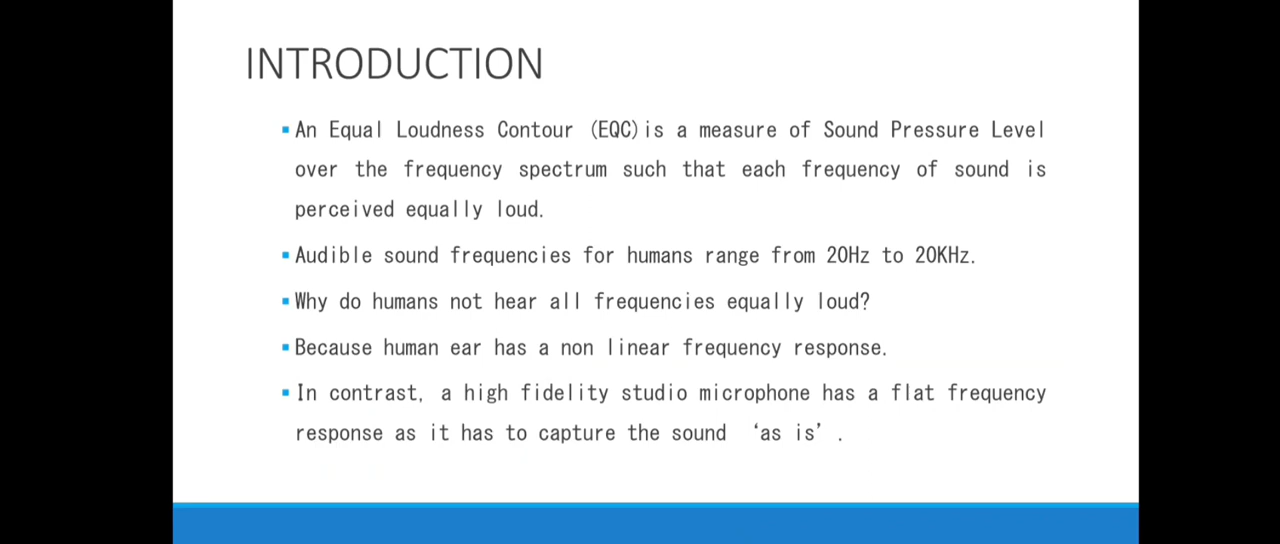 INTRODUCTION
An Equal Loudness Contour (EQC)is a measure of Sound Pressure Level
over the frequency spectrum such that each frequency of sound is
perceived equally loud.
Audible sound frequencies for humans range from 20Hz to 20KHz.
Why do humans not hear all frequencies equally loud?
Because human ear has a non linear frequency response.
In contrast, a high fidelity studio microphone has a flat frequency
response as it has to capture the sound ‘as is’.